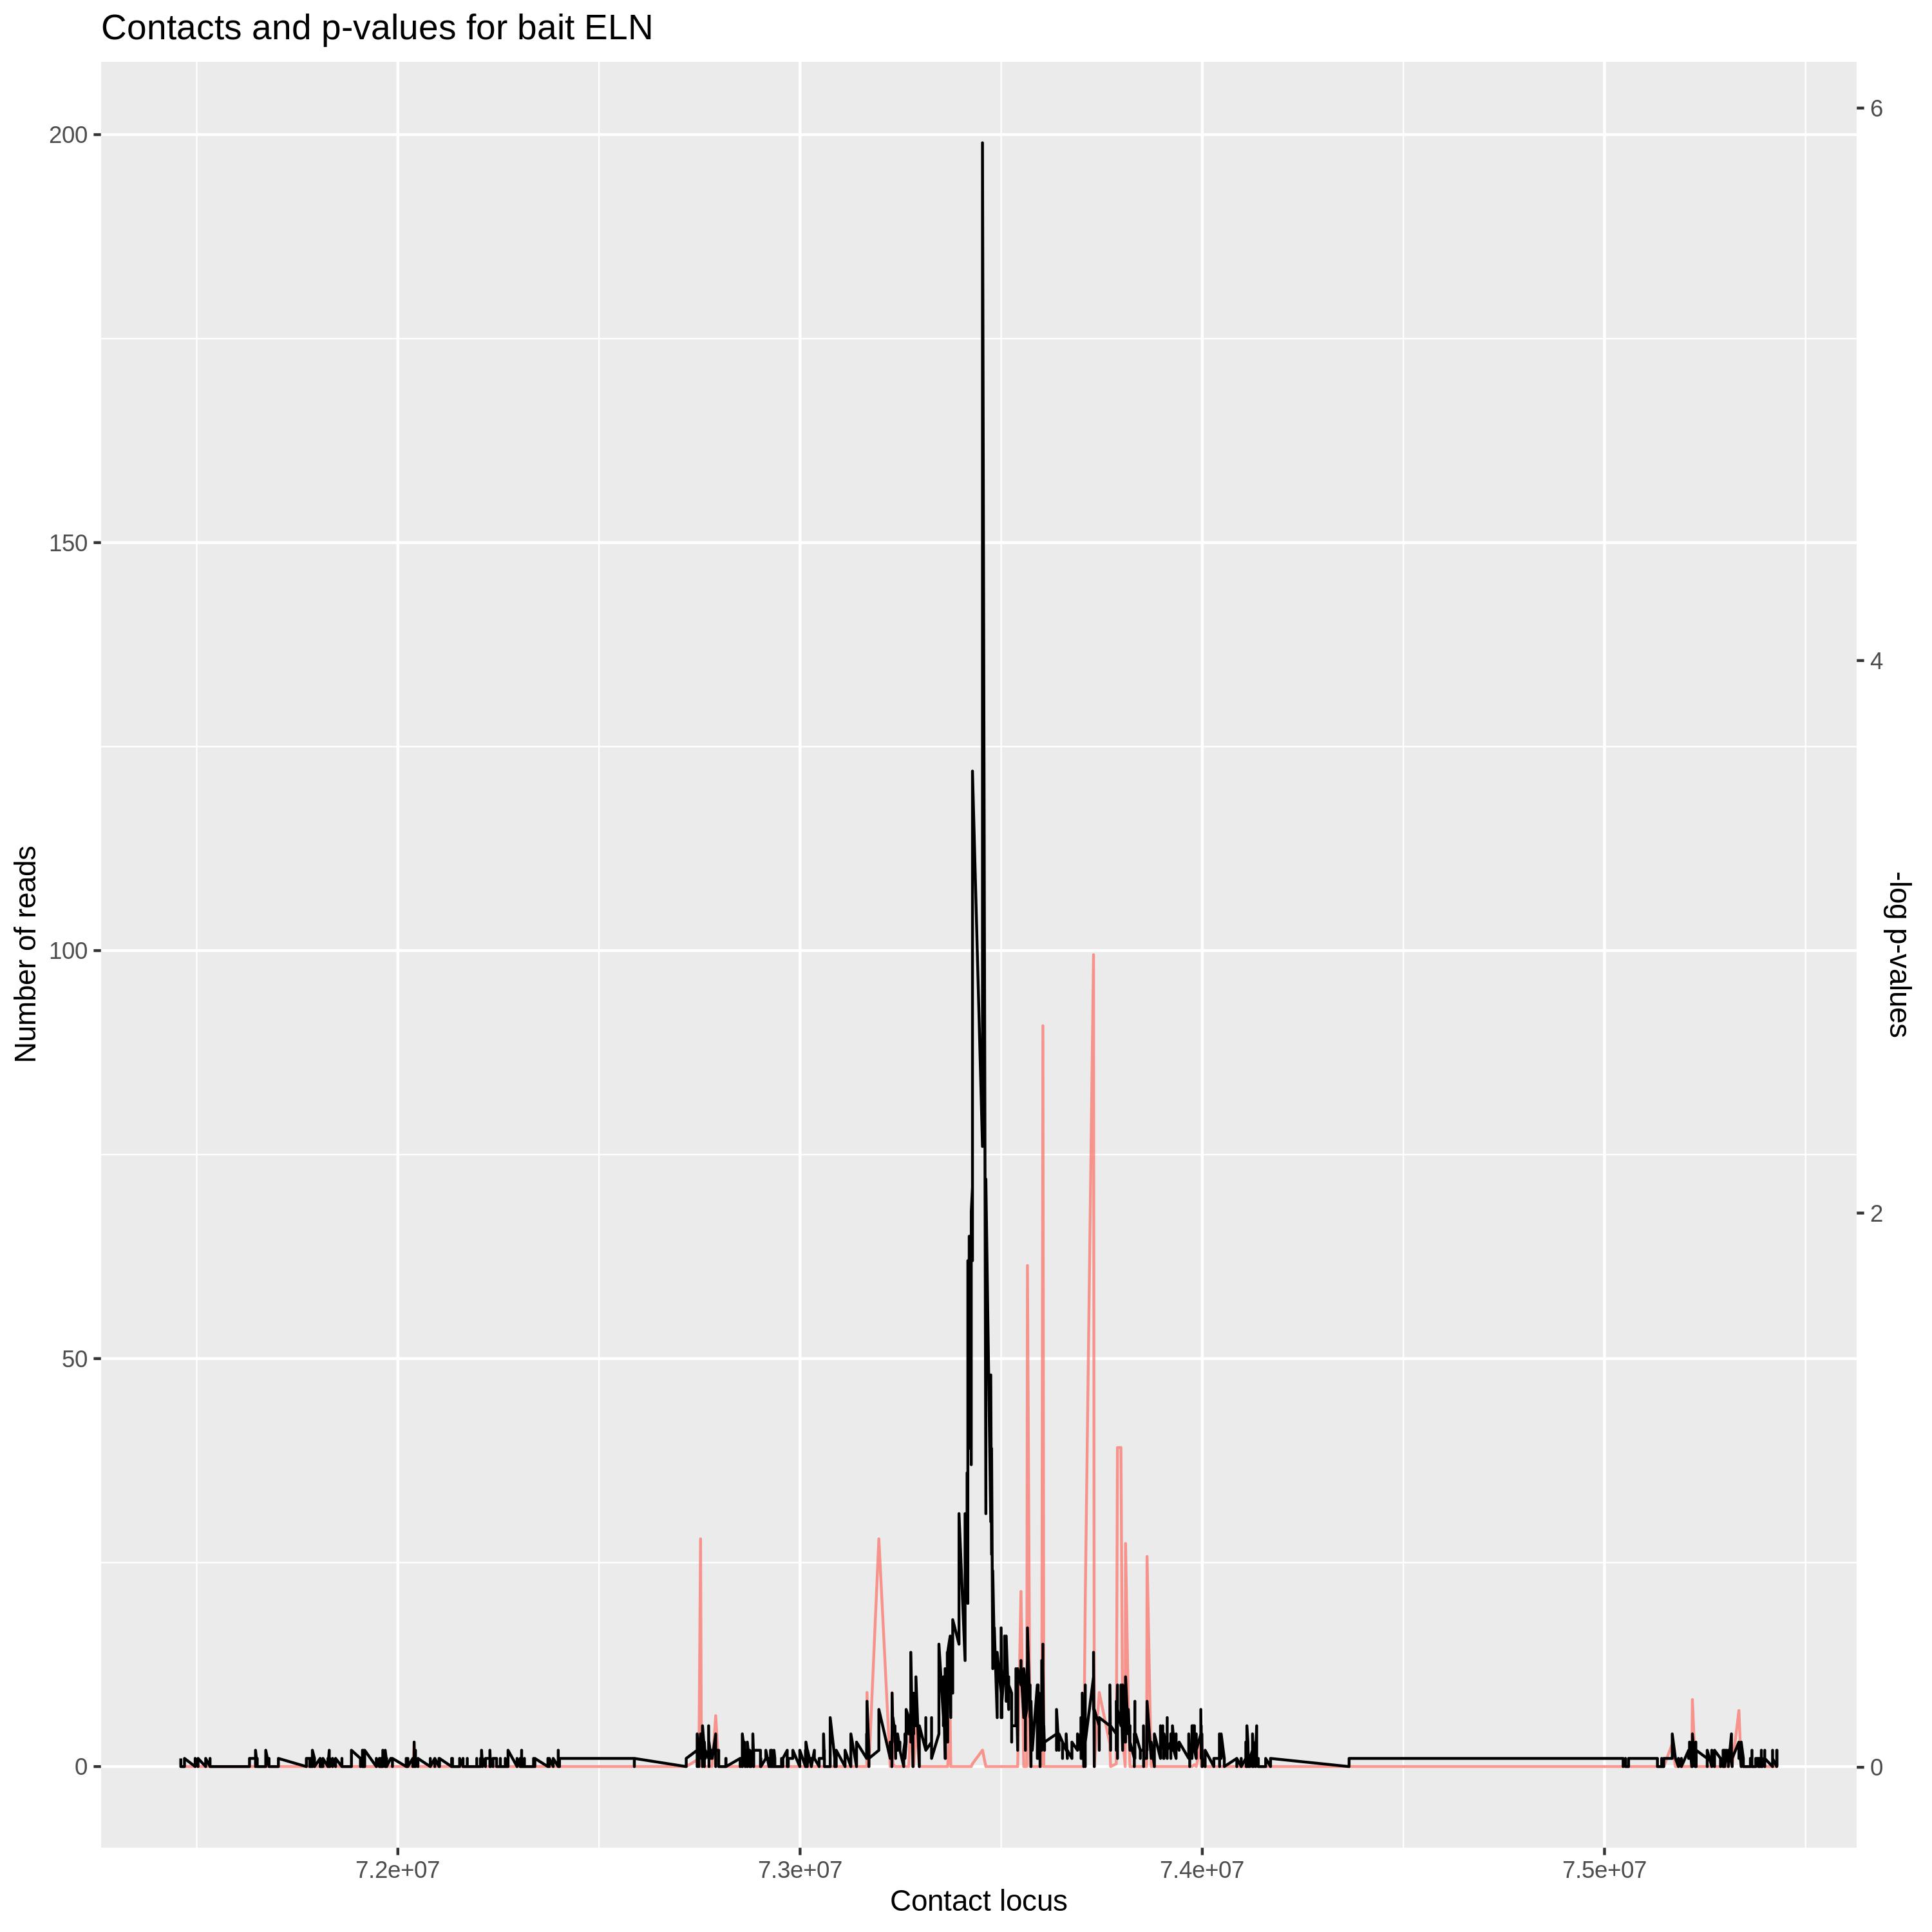 Contacts and p-values for bait ELN
200
150
100
50
0
Number of reads
6
4
2
0
-log p-values
7.2e+07 7.3e+07 7.4e+07 7.5e+07
Contact locus